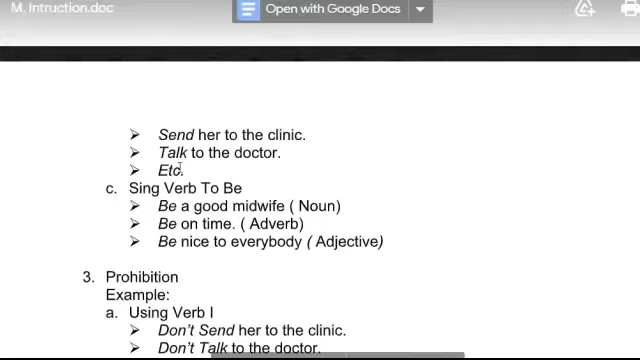 M. Intruction.doc
Open with Google Docs
➢ Send her to the clinic.
➢ Talk to the doctor.
➢ Etc.
c. Sing Verb To Be
➢ Be a good midwife ( Noun)
➢ Be on time. ( Adverb)
➢ Be nice to everybody ( Adjective)
3. Prohibition
Example:
a. Using Verb I
➢ Don't Send her to the clinic.
➢ Don't Talk to the doctor.